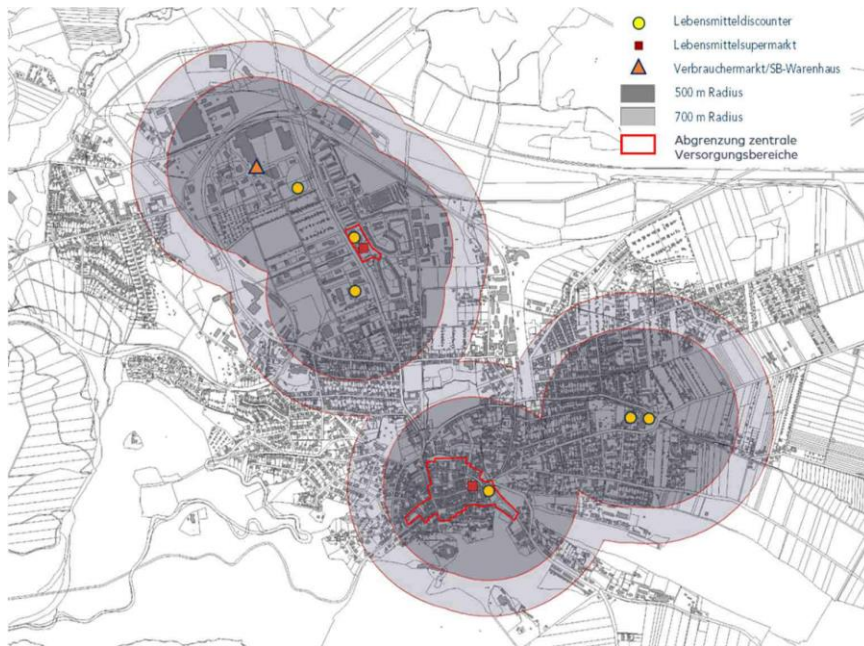 Lebensmitteldiscounter
Lebensmittelsupermarkt
Verbrauchermarkt/SB-Warenhaus
500 m Radius
700 m Radius
Abgrenzung zentrale
Versorgungsbereiche